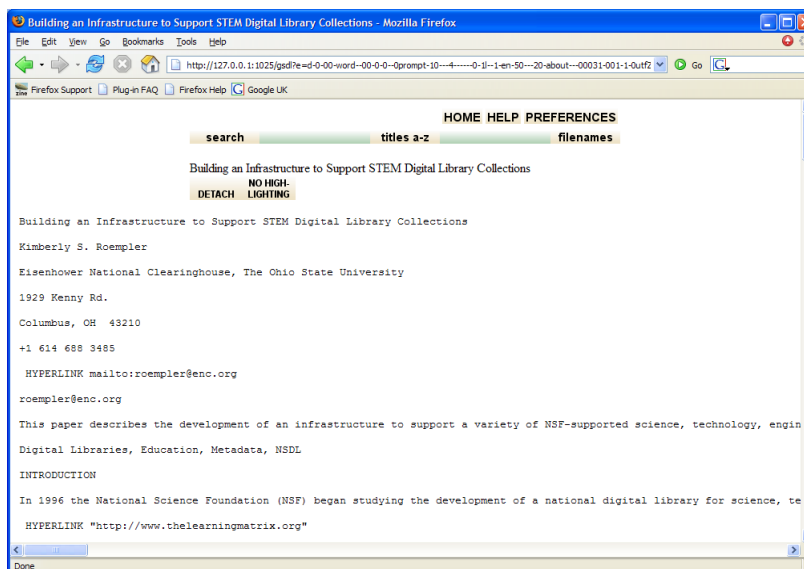 Building an Infrastructure to Support STEM Digital Library Collections - Mozilla Firefox
File Edit View Go Bookmarks Tools Help
http://127.0.0.1:1025/gsdl?e=d-0-00-word--00-0-0--0prompt-10---4------0-1l--1-en-50---20-about---00031-001-1-0utfZ Go
Firefox Support Plug-in FAQ Firefox Help Google UK
HOME HELP PREFERENCES
search titles a-z filenames
Building an Infrastructure to Support STEM Digital Library Collections
NO HIGH-
DETACH LIGHTING
Building an Infrastructure to Support STEM Digital Library Collections
Kimberly S. Roempler
Eisenhower National Clearinghouse, The Ohio State University
1929 Kenny Rd.
Columbus, OH 43210
+1 614 688 3485
HYPERLINK mailto:roempler@enc.org
roempler@enc.org
This paper describes the development of an infrastructure to support a variety of NSF-supported science, technology, engin
Digital Libraries, Education, Metadata, NSDL
INTRODUCTION
In 1996 the National Science Foundation (NSF) began studying the development of a national digital library for science, te
HYPERLINK "http://www.thelearningmatrix.org"
Done